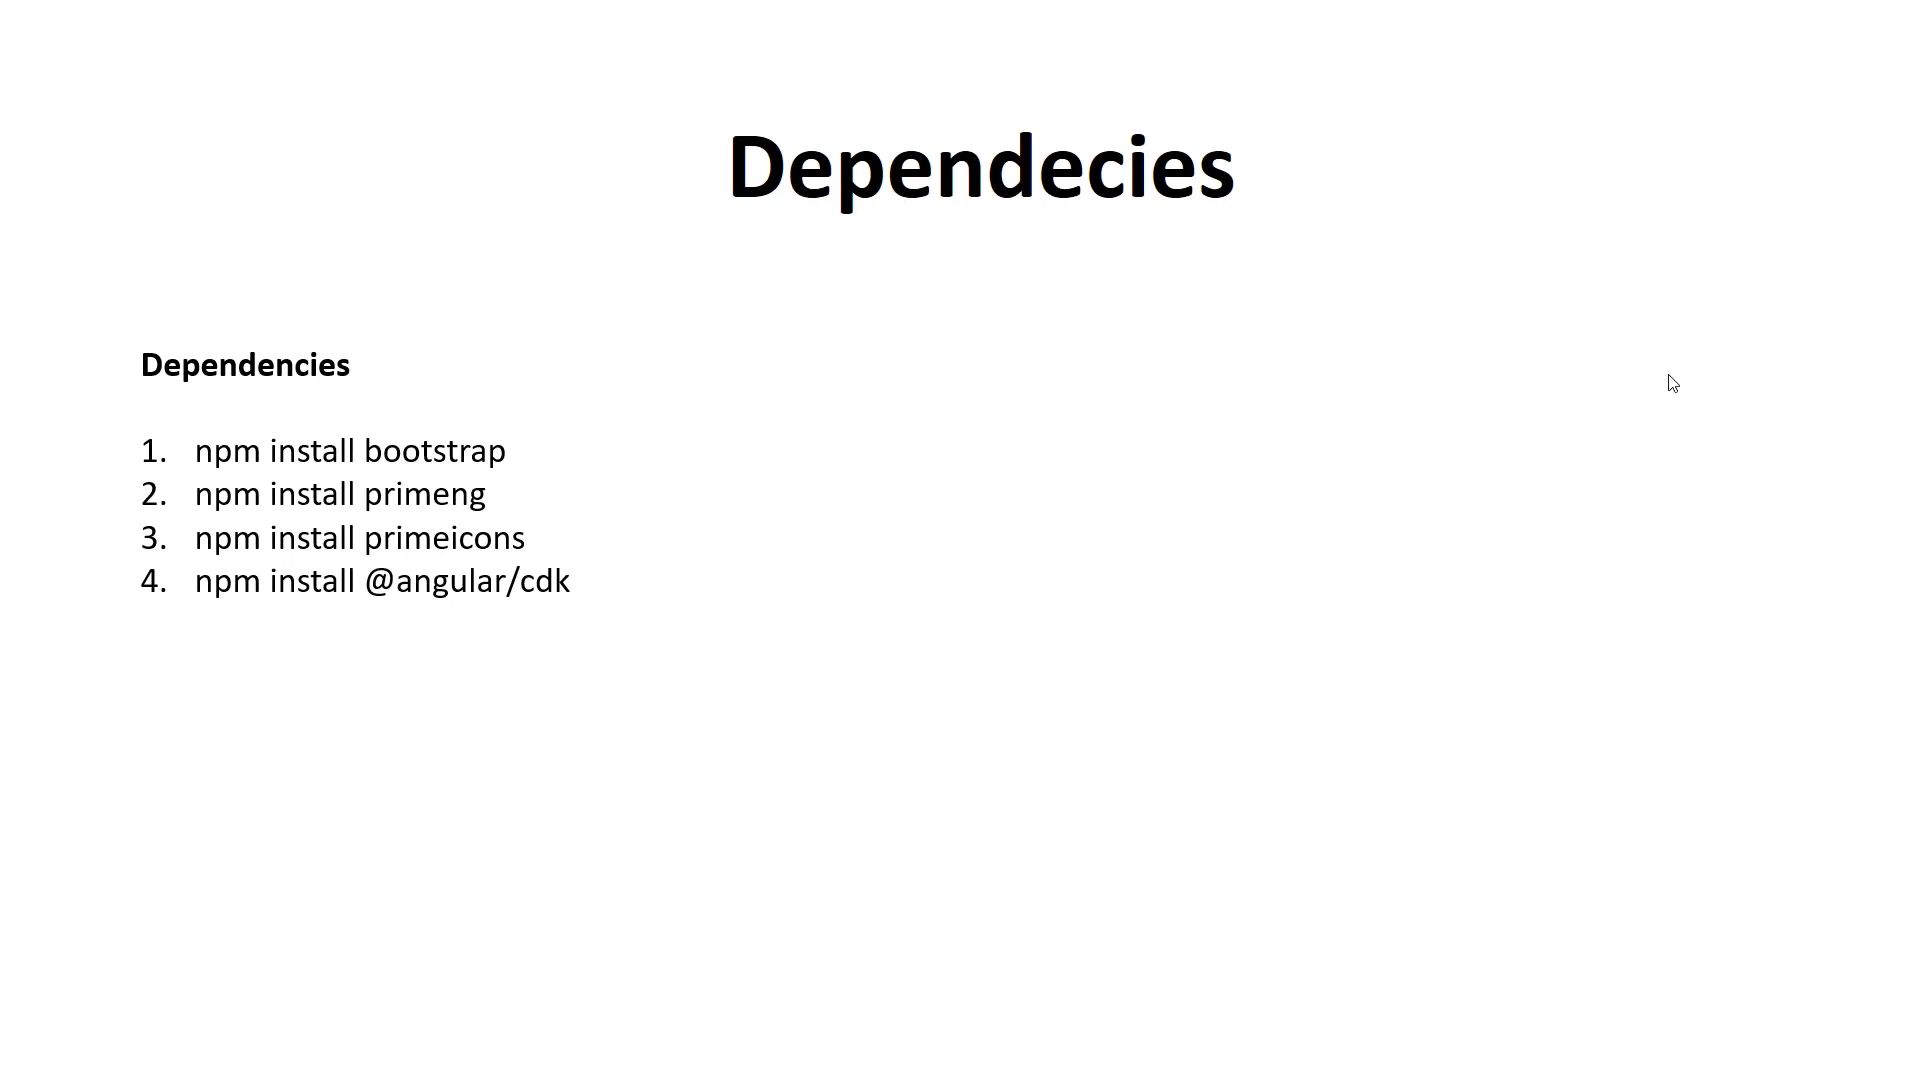 Dependecies
Dependencies
1. npm install bootstrap
2. npm install primeng
3. npm install primeicons
4. npm install @angular/cdk